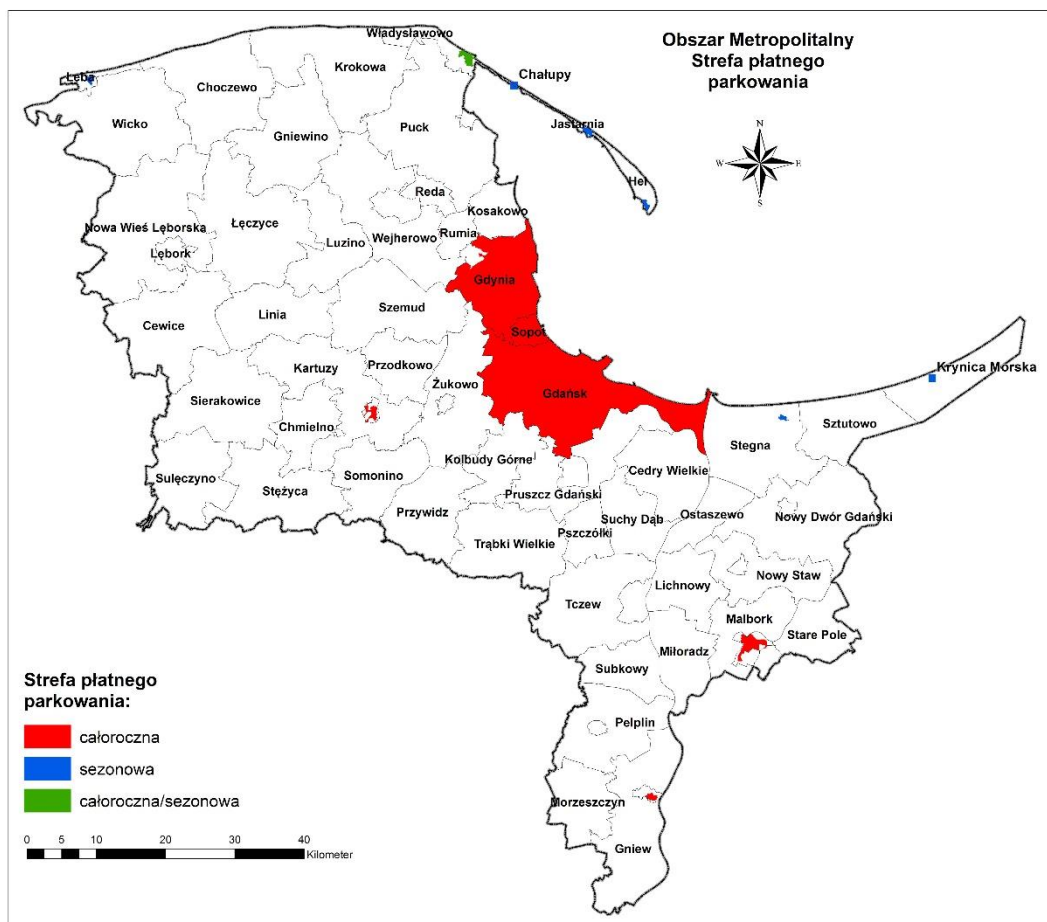 Obszar Metropolitalny
Strefa płatnego
parkowania
N
W
E
S
Władysławowo
Krokowa
Chałupy
Łeba
Choczewo
Jastarnia
Wicko
Puck
Gniewino
Hel
Reda
Kosakowo
Nowa Wieś Lęborska
Łęczyce
Rumia
Luzino
Wejherowo
Lębork
Gdynia
Szemud
Linia
Cewice
Sopot
Kartuzy
Przodkowo
Krynica Morska
Żukowo
Gdańsk
Sierakowice
Sztutowo
Chmielno
Stegna
Kolbudy Górne
Cedry Wielkie
Sulęczyno
Somonino
Stężyca
Pruszcz Gdański
Przywidz
Suchy Dąb
Ostaszewo
Nowy Dwór Gdański
Pszczółki
Trąbki Wielkie
Nowy Staw
Lichnowy
Tczew
Malbork
Stare Pole
Miłoradz
Subkowy
Pelplin
Morzeszczyn
Gniew
Strefa płatnego
parkowania:
całoroczna
sezonowa
całoroczna/sezonowa
0 5 10 20 30 40
Kilometer